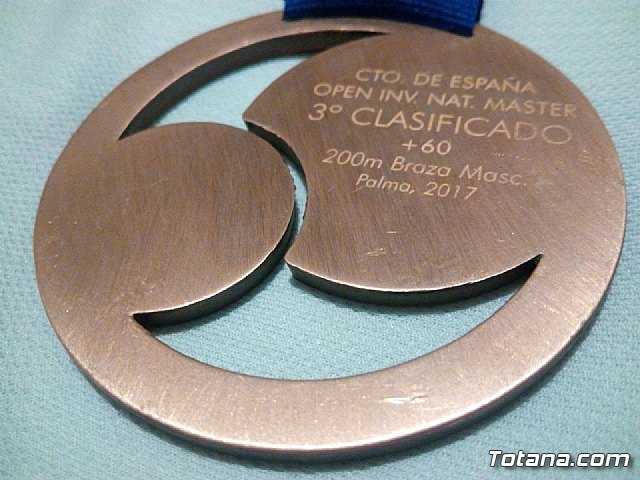 CTO. DE ESPAÑA
OPEN INV. NAT. MASTER
3º CLASIFICADO
+60
200m Braza Masc.
Palma, 2017
Totana.com